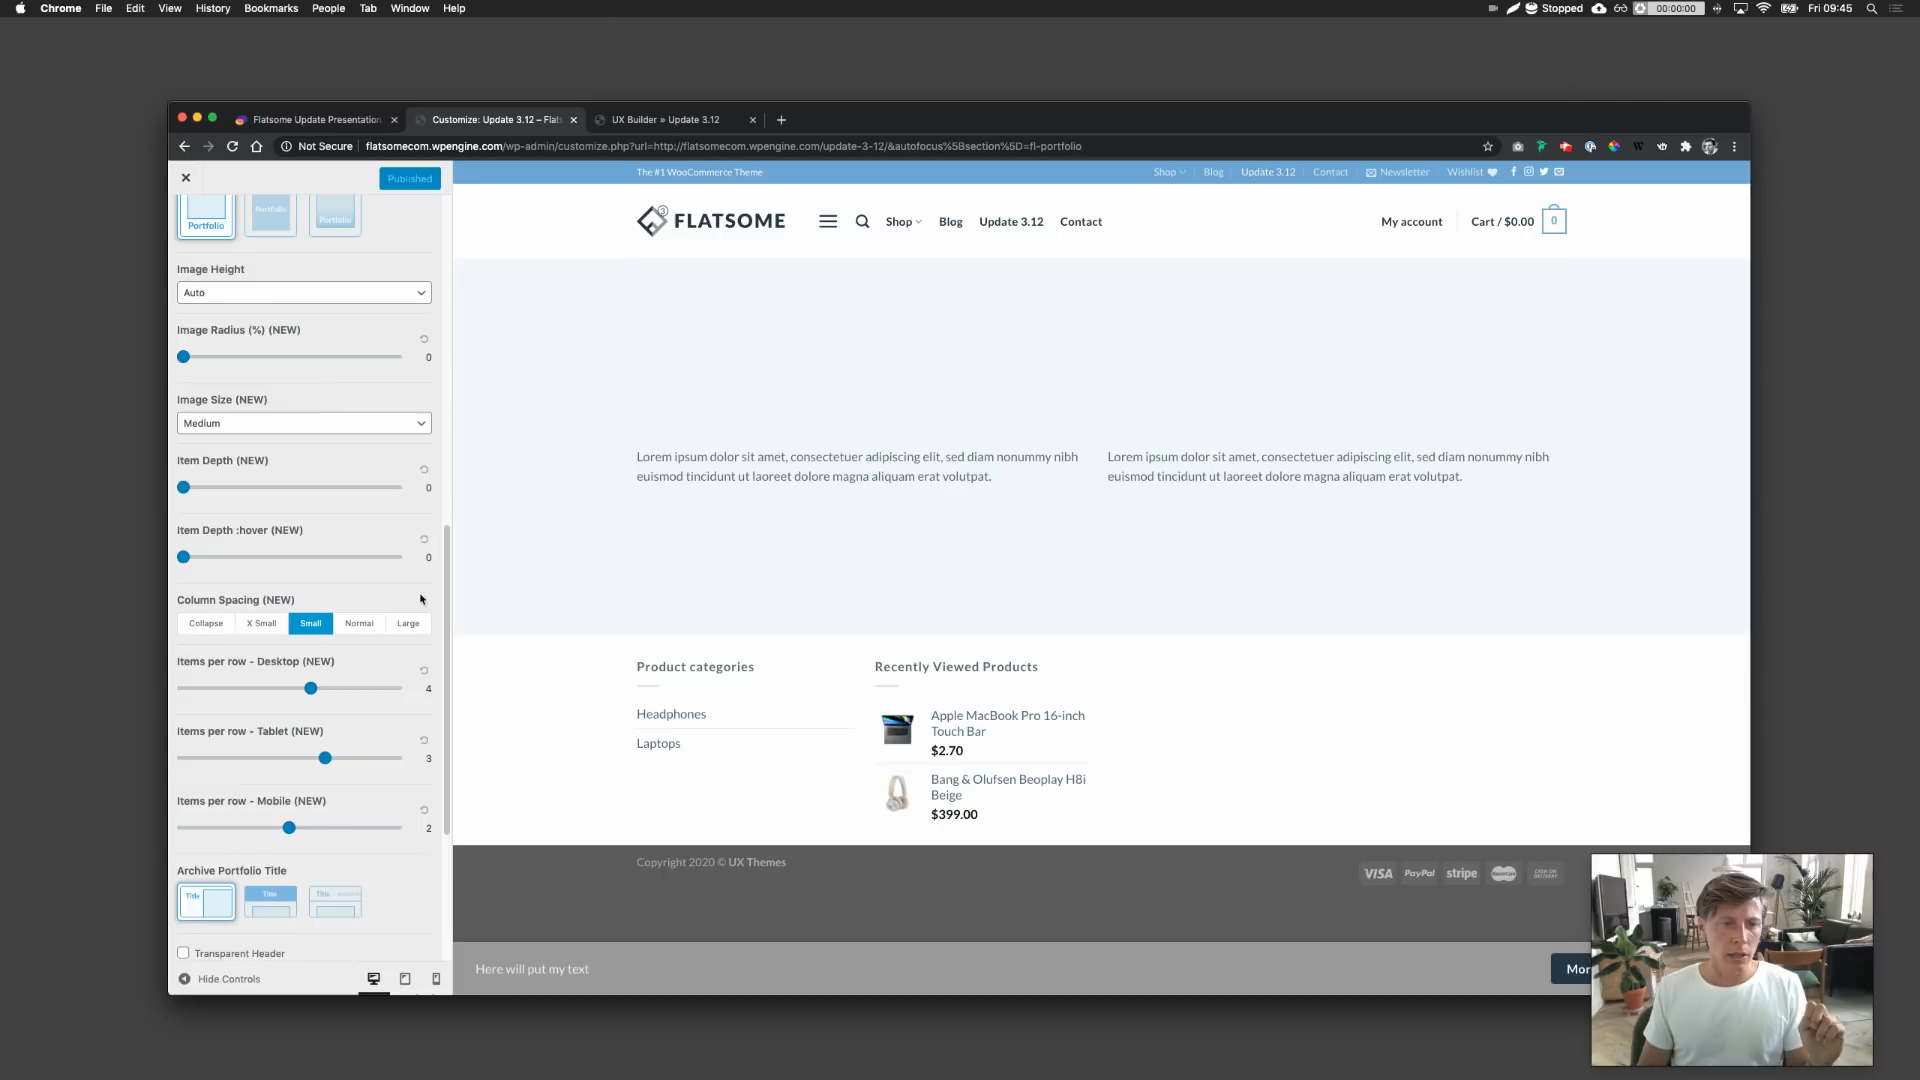 Chrome File Edit View History Bookmarks People Tab Window Help
Stopped 00:00:00 Fri 09:45
Flatsome Update Presentation
Customize: Update 3.12 – Flats
UX Builder » Update 3.12
Not Secure flatsomecom.wpengine.com/wp-admin/customize.php?url=http://flatsomecom.wpengine.com/update-3-12/&autofocus%5Bsection%5D=fl-portfolio
Published
Portfolio Portfolio Portfolio
Image Height
Auto
Image Radius (%) (NEW)
0
Image Size (NEW)
Medium
Item Depth (NEW)
0
Item Depth :hover (NEW)
0
Column Spacing (NEW)
Collapse X Small Small Normal Large
Items per row - Desktop (NEW)
4
Items per row - Tablet (NEW)
3
Items per row - Mobile (NEW)
2
Archive Portfolio Title
Title Title Title
Transparent Header
Hide Controls
The #1 WooCommerce Theme
Shop Blog Update 3.12 Contact Newsletter Wishlist
3
FLATSOME
Shop Blog Update 3.12 Contact
My account Cart / $0.00 0
Lorem ipsum dolor sit amet, consectetuer adipiscing elit, sed diam nonummy nibh
euismod tincidunt ut laoreet dolore magna aliquam erat volutpat.
Lorem ipsum dolor sit amet, consectetuer adipiscing elit, sed diam nonummy nibh
euismod tincidunt ut laoreet dolore magna aliquam erat volutpat.
Product categories
Headphones
Laptops
Recently Viewed Products
Apple MacBook Pro 16-inch
Touch Bar
$2.70
Bang & Olufsen Beoplay H8i
Beige
$399.00
Copyright 2020 © UX Themes
VISA PayPal stripe MasterCard CASH ON DELIVERY
Here will put my text
Mor